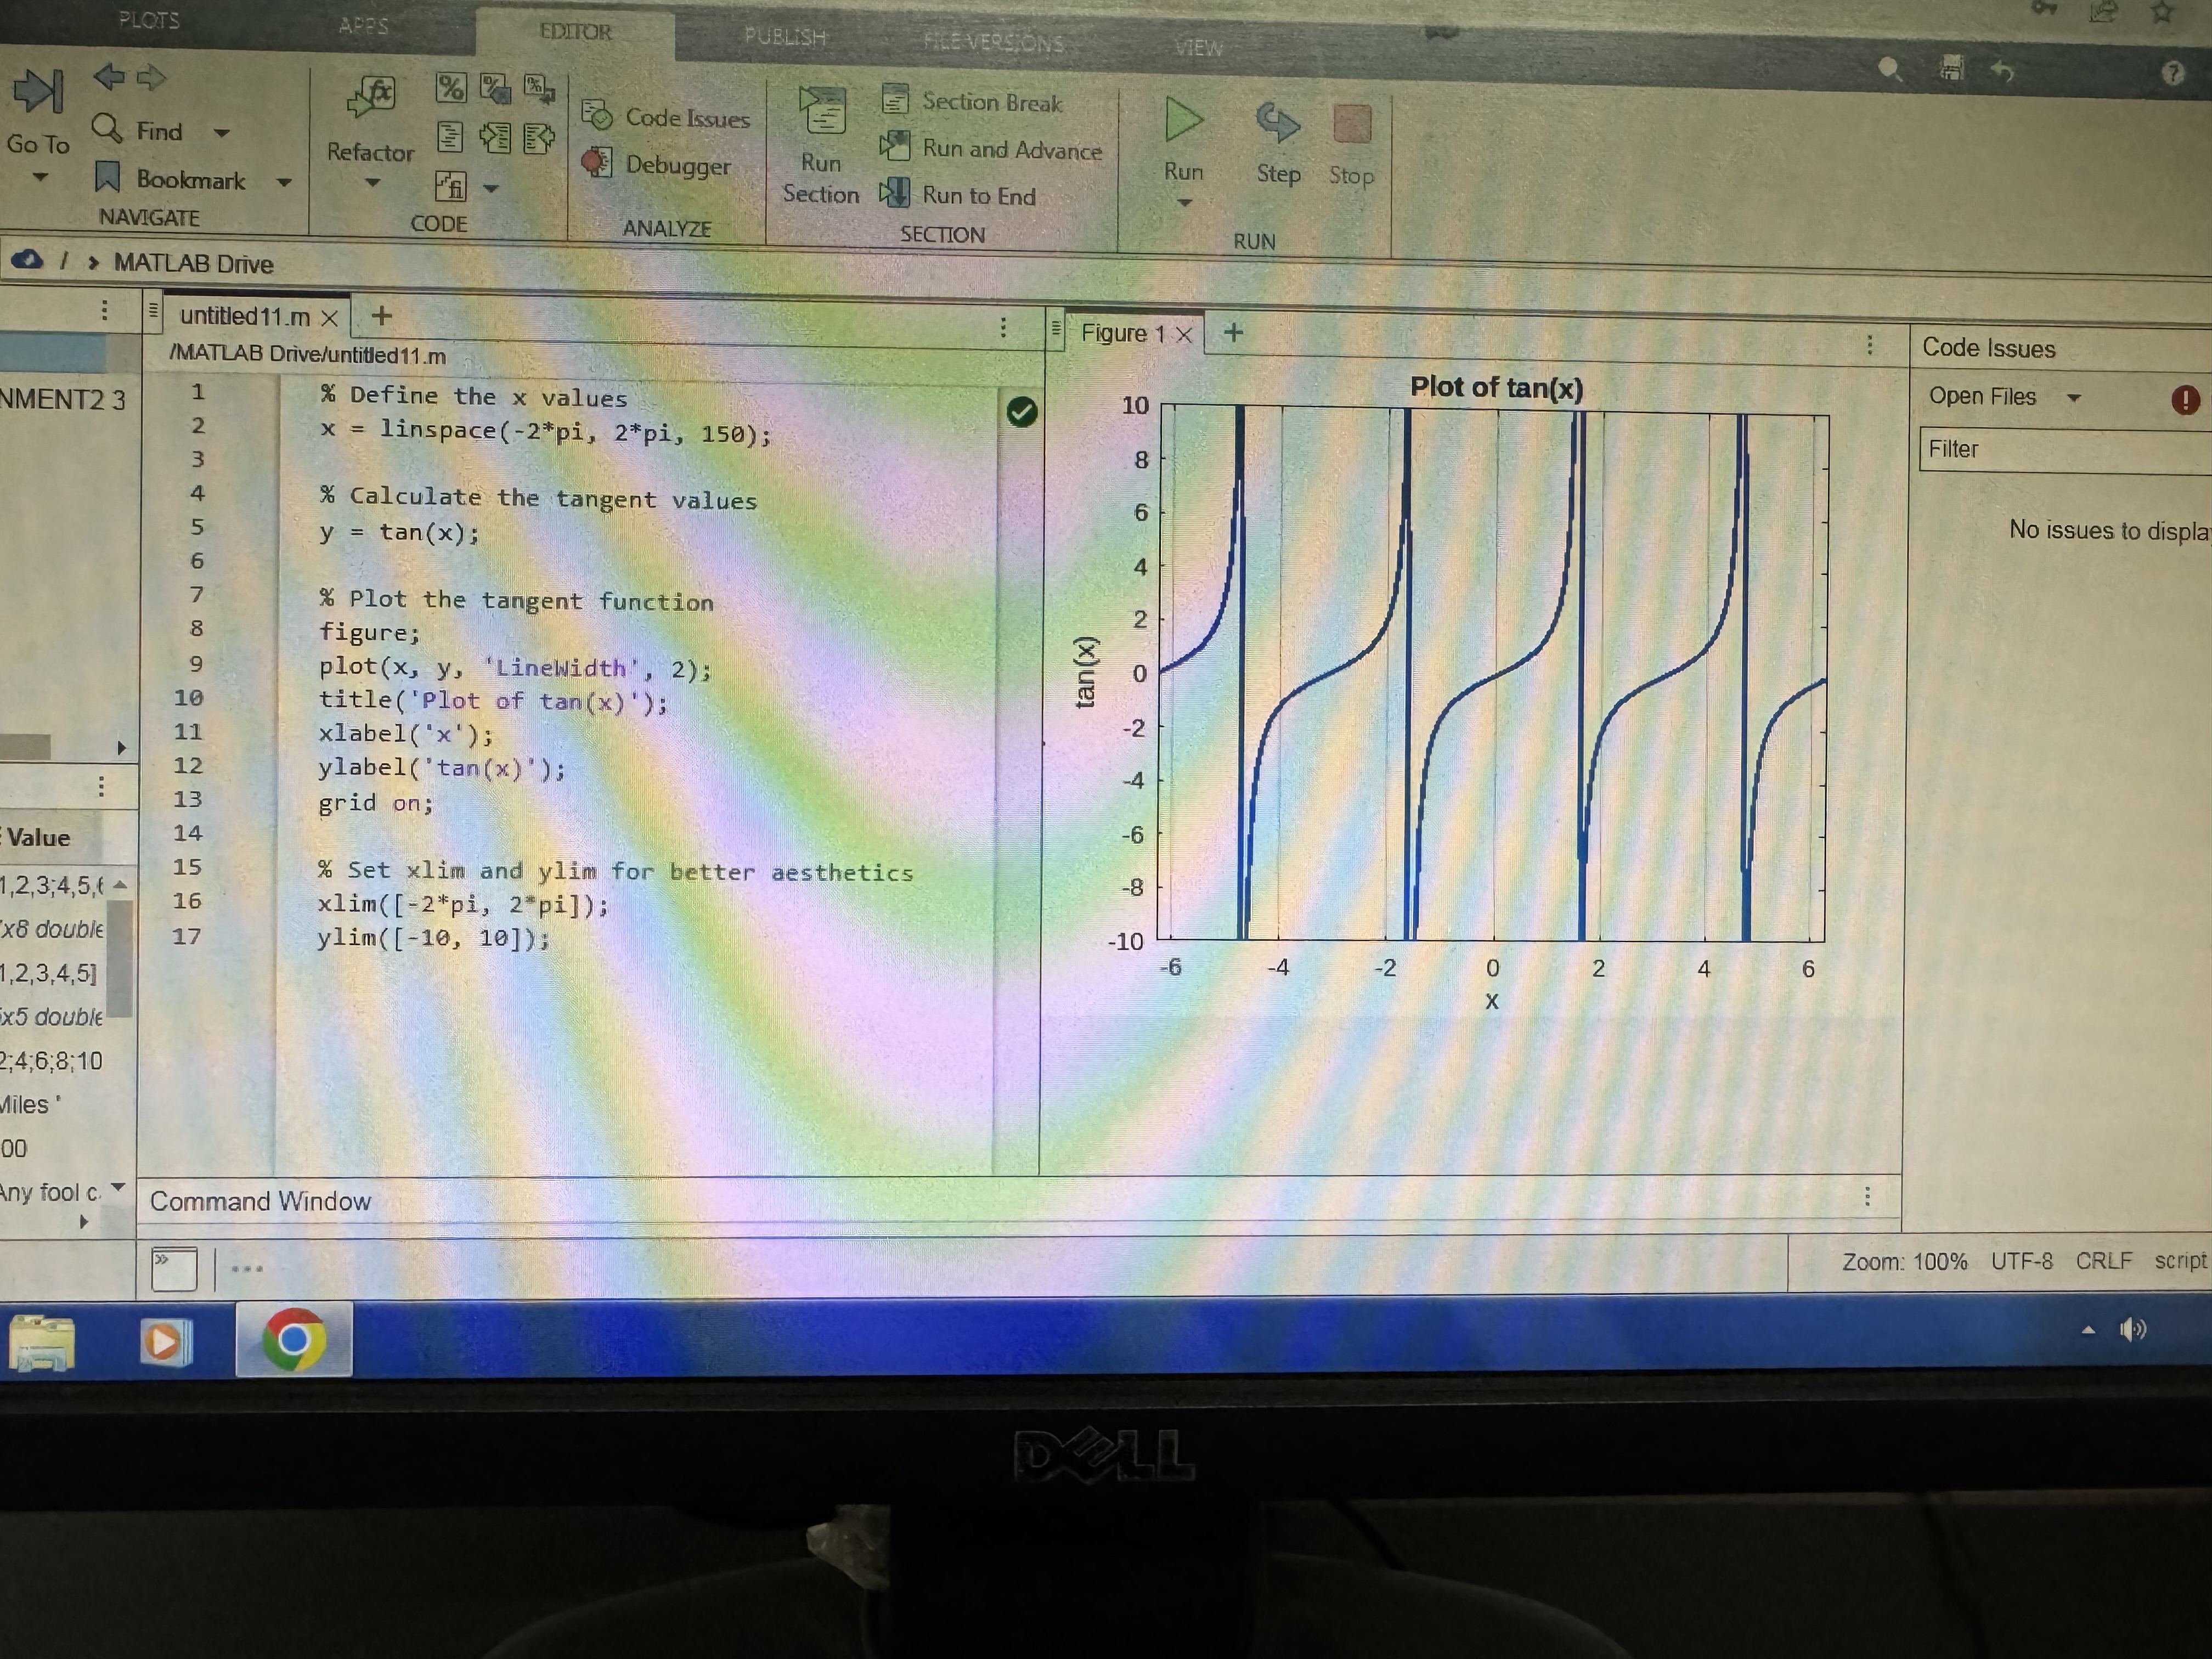 PLOTS APPS EDITOR PUBLISH FILE VERSIONS VIEW
Go To
Find
Bookmark
NAVIGATE
Refactor
CODE
Code Issues
Debugger
ANALYZE
Run
Section
Section Break
Run and Advance
Run to End
SECTION
Run
Step
Stop
RUN
/ > MATLAB Drive
NMENT2 3
Value
1,2,3;4,5,6
x8 double
1,2,3,4,5]
x5 double
2;4;6;8;10
Miles '
00
Any fool c
untitled11.m
/MATLAB Drive/untitled11.m
1 % Define the x values
2 x = linspace(-2*pi, 2*pi, 150);
3
4 % Calculate the tangent values
5 y = tan(x);
6
7 % Plot the tangent function
8 figure;
9 plot(x, y, 'LineWidth', 2);
10 title('Plot of tan(x)');
11 xlabel('x');
12 ylabel('tan(x)');
13 grid on;
14
15 % Set xlim and ylim for better aesthetics
16 xlim([-2*pi, 2*pi]);
17 ylim([-10, 10]);
Figure 1
Plot of tan(x)
10
8
6
4
2
0
-2
-4
-6
-8
-10
tan(x)
-6 -4 -2 0 2 4 6
x
Code Issues
Open Files
Filter
No issues to displa
Command Window
Zoom: 100% UTF-8 CRLF script
DELL